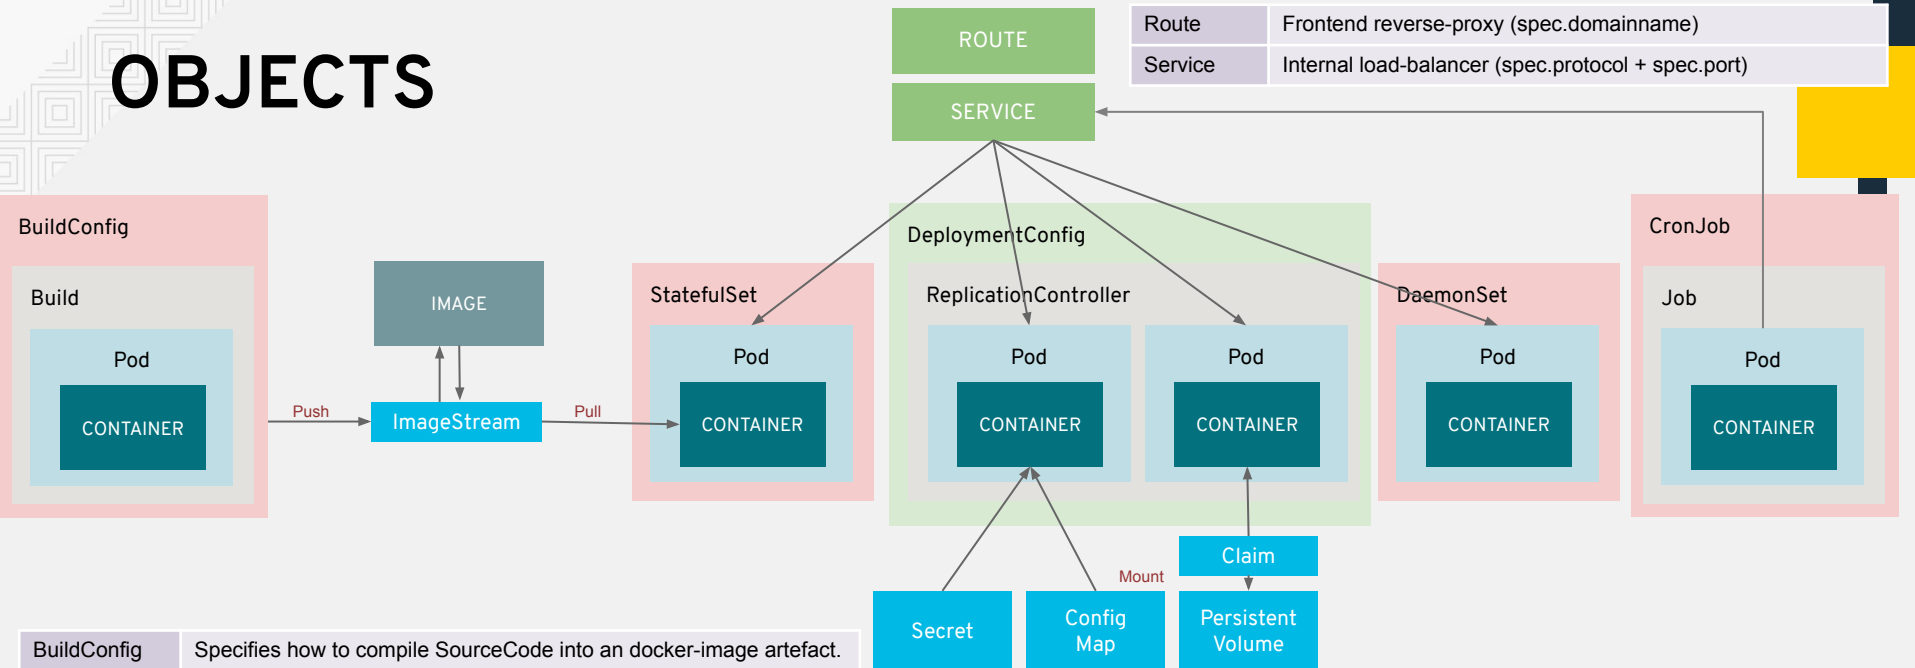 OBJECTS
ROUTE
SERVICE
Route Frontend reverse-proxy (spec.domainname)
Service Internal load-balancer (spec.protocol + spec.port)
BuildConfig
Build
Pod
CONTAINER
Push
IMAGE
ImageStream
Pull
StatefulSet
Pod
CONTAINER
DeploymentConfig
ReplicationController
Pod
CONTAINER
Pod
CONTAINER
DaemonSet
Pod
CONTAINER
CronJob
Job
Pod
CONTAINER
Secret
Config
Map
Mount
Claim
Persistent
Volume
BuildConfig Specifies how to compile SourceCode into an docker-image artefact.